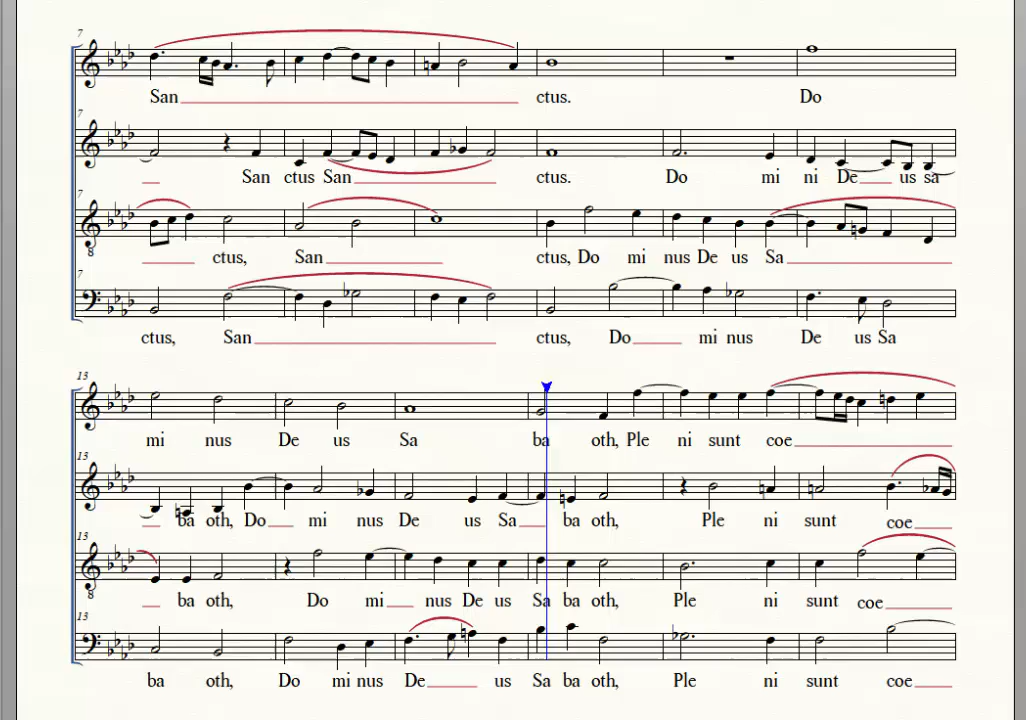 7
San ctus. Do
7
San ctus San ctus. Do mi ni De us sa
7
8
ctus, San ctus, Do mi nus De us Sa
7
ctus, San ctus, Do mi nus De us Sa
13
mi nus De us Sa ba oth, Ple ni sunt coe
13
ba oth, Do mi nus De us Sa ba oth, Ple ni sunt coe
13
8
ba oth, Do mi nus De us Sa ba oth, Ple ni sunt coe
13
ba oth, Do mi nus De us Sa ba oth, Ple ni sunt coe